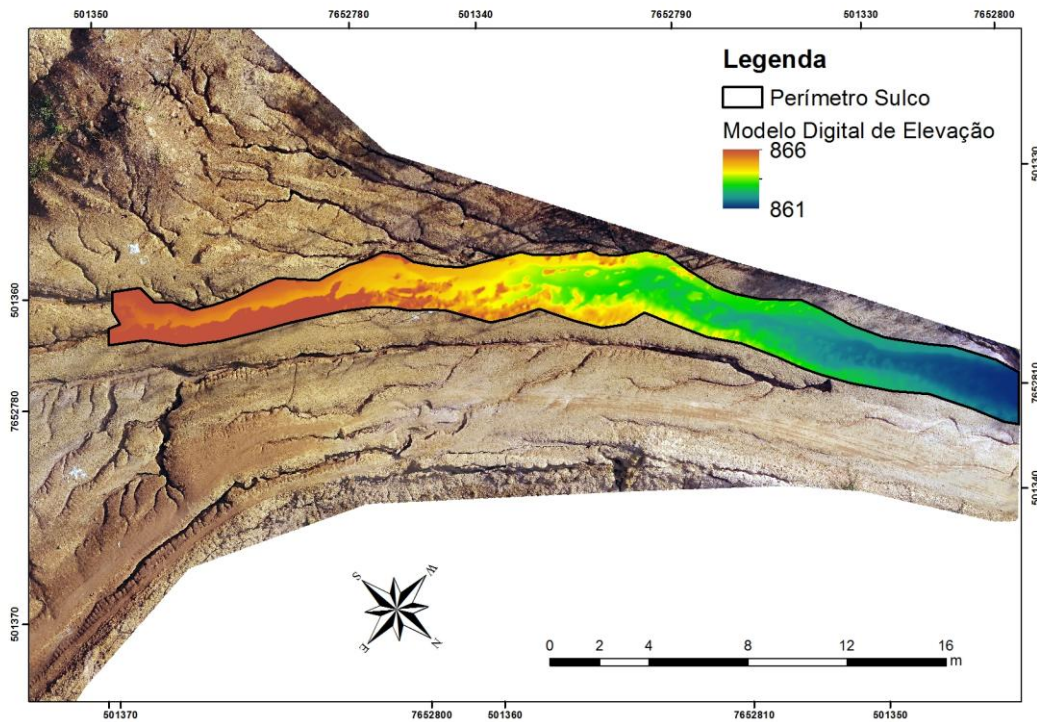 501350 7652780 501340 7652790 501330 7652800
Legenda
Perímetro Sulco
Modelo Digital de Elevação
866
861
501330
501360
7652810
7652780
501340
501370
S W
E N
0 2 4 8 12 16
m
501370 7652800 501360 7652810 501350